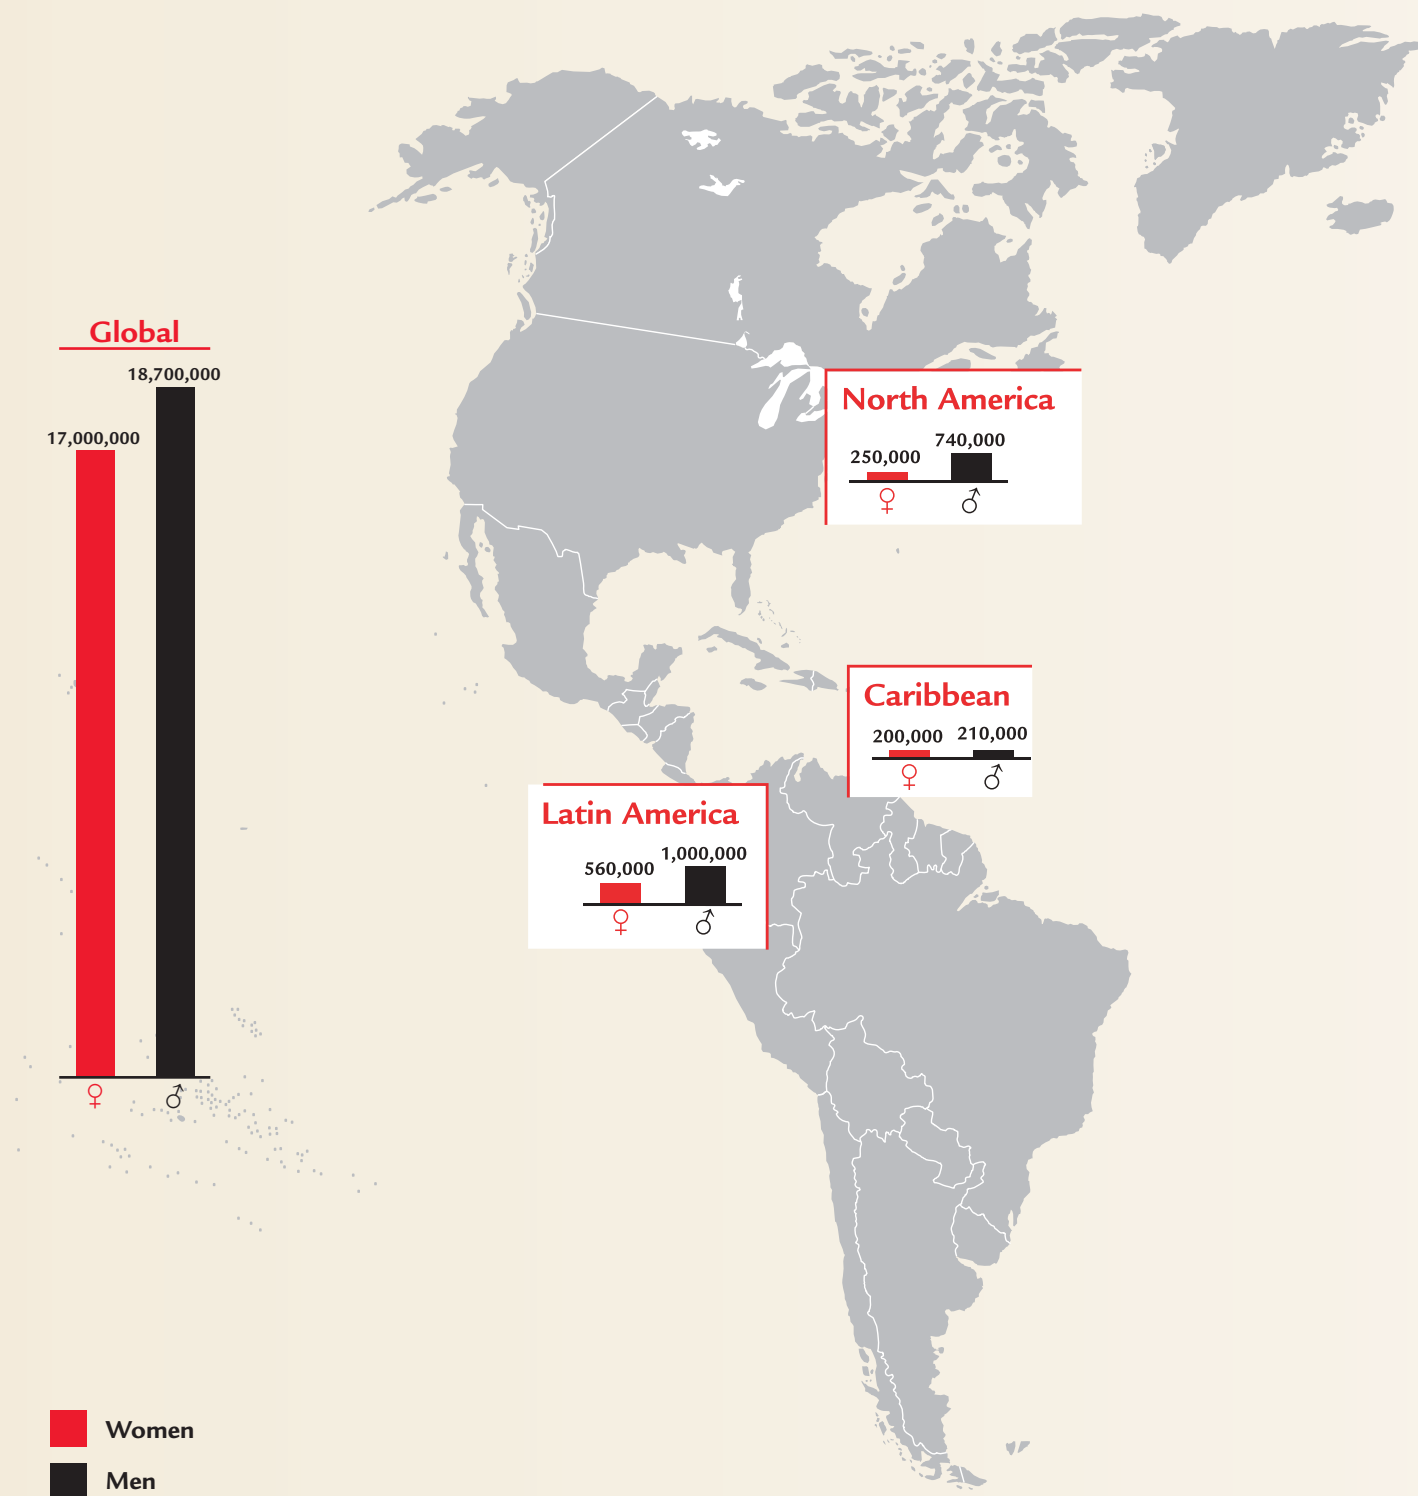 Global
18,700,000
17,000,000
♀ ♂
North America
740,000
250,000
♀ ♂
Caribbean
200,000 210,000
♀ ♂
Latin America
1,000,000
560,000
♀ ♂
Women
Men